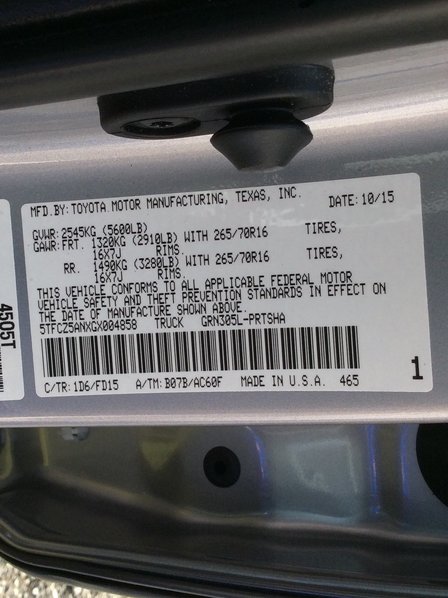 MFD.BY: TOYOTA MOTOR MANUFACTURING, TEXAS, INC. DATE: 10/15
GVWR: 2545KG (5600LB)
GAWR: FRT. 1320KG (2910LB) WITH 265/70R16 TIRES,
16X7J RIMS.
RR. 1490KG (3280LB) WITH 265/70R16 TIRES,
16X7J RIMS.
THIS VEHICLE CONFORMS TO ALL APPLICABLE FEDERAL MOTOR
VEHICLE SAFETY AND THEFT PREVENTION STANDARDS IN EFFECT ON
THE DATE OF MANUFACTURE SHOWN ABOVE.
5TFCZ5ANXGX004858 TRUCK GRN305L-PRTSHA
C/TR: 1D6/FD15 A/TM: B07B/AC60F MADE IN U.S.A. 465
1
4505T